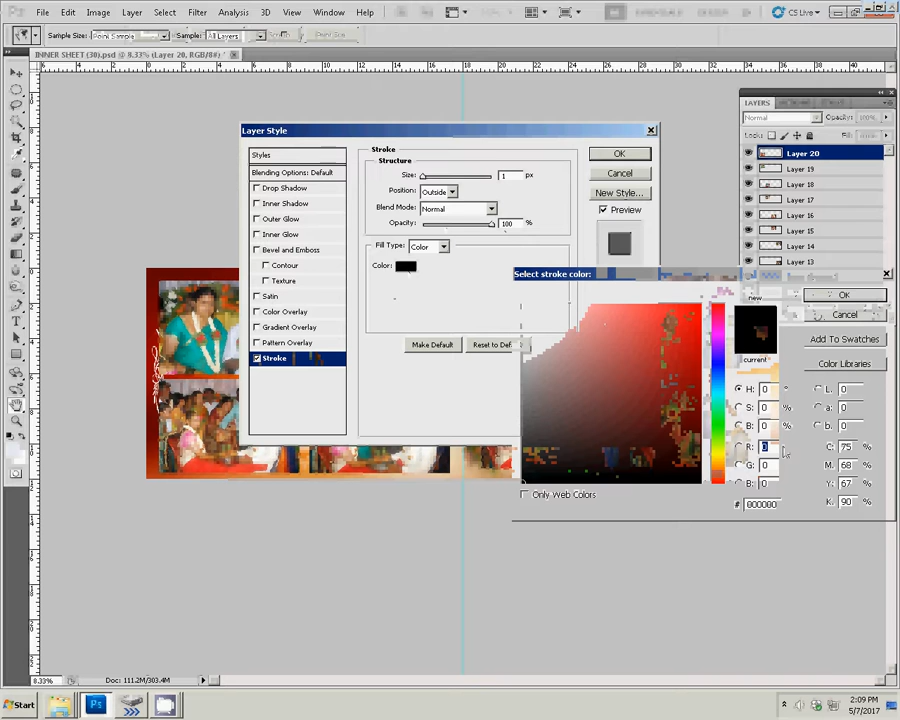 File Edit Image Layer Select Filter Analysis 3D View Window Help CS Live
Sample Size: Point Sample Sample: All Layers
INNER SHEET (30).psd @ 8.33% (Layer 20, RGB/8#) *
LAYERS
Normal Opacity:
Lock: Fill:
Layer 20
Layer 19
Layer 18
Layer 17
Layer 16
Layer 15
Layer 14
Layer 13
Layer Style
Styles
Blending Options: Default
Drop Shadow
Inner Shadow
Outer Glow
Inner Glow
Bevel and Emboss
Contour
Texture
Satin
Color Overlay
Gradient Overlay
Pattern Overlay
Stroke
Stroke
Structure
Size: 1 px
Position: Outside
Blend Mode: Normal
Opacity: 100 %
Fill Type: Color
Color:
Make Default
OK
Cancel
New Style...
Preview
Select stroke color:
new
current
OK
Cancel
Add To Swatches
Color Libraries
H: 0 ° L: 0
S: 0 % a: 0
B: 0 % b: 0
R: 0 C: 75 %
G: 0 M: 68 %
B: 0 Y: 67 %
# 000000 K: 90 %
Only Web Colors
8.33% Doc: 111.2M/303.4M
Start
2:09 PM
5/7/2017